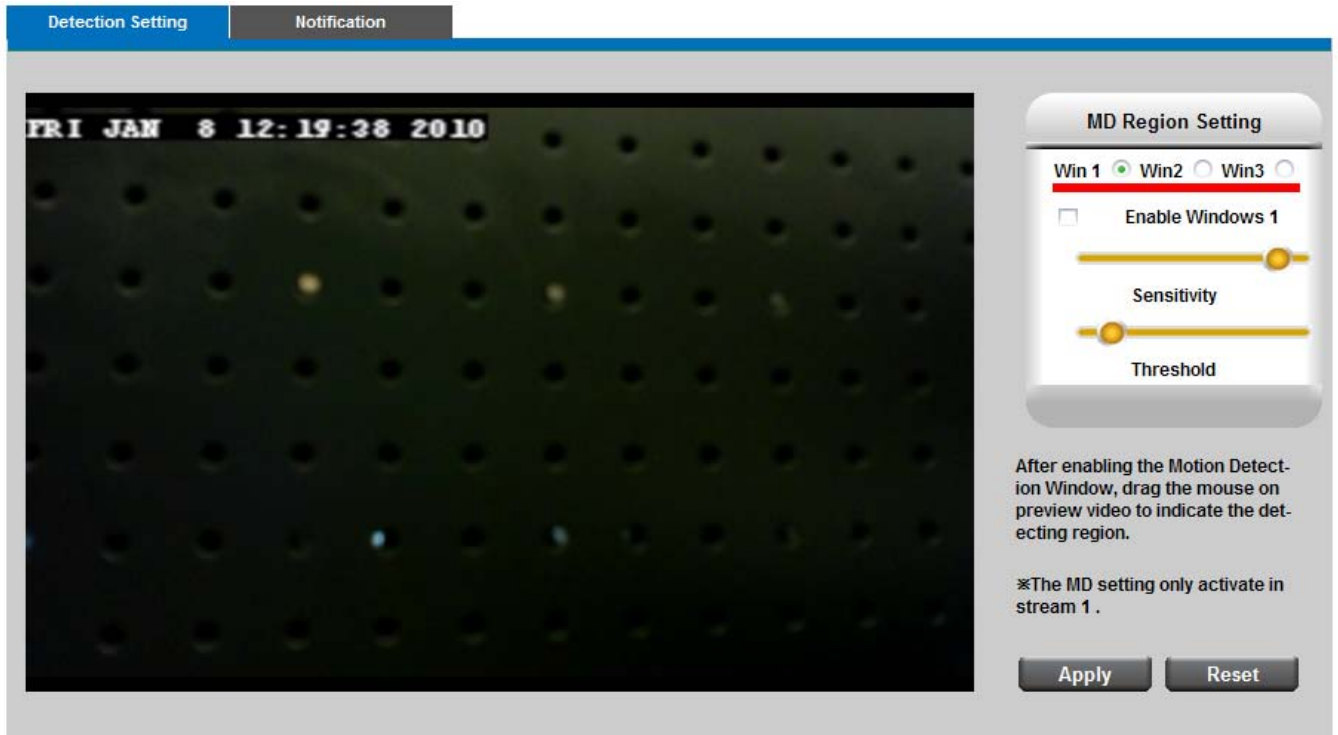 Detection Setting
Notification
FRI JAN 8 12:19:38 2010
MD Region Setting
Win 1 Win2 Win3
Enable Windows 1
Sensitivity
Threshold
After enabling the Motion Detect-
ion Window, drag the mouse on
preview video to indicate the det-
ecting region.
※The MD setting only activate in
stream 1 .
Apply Reset